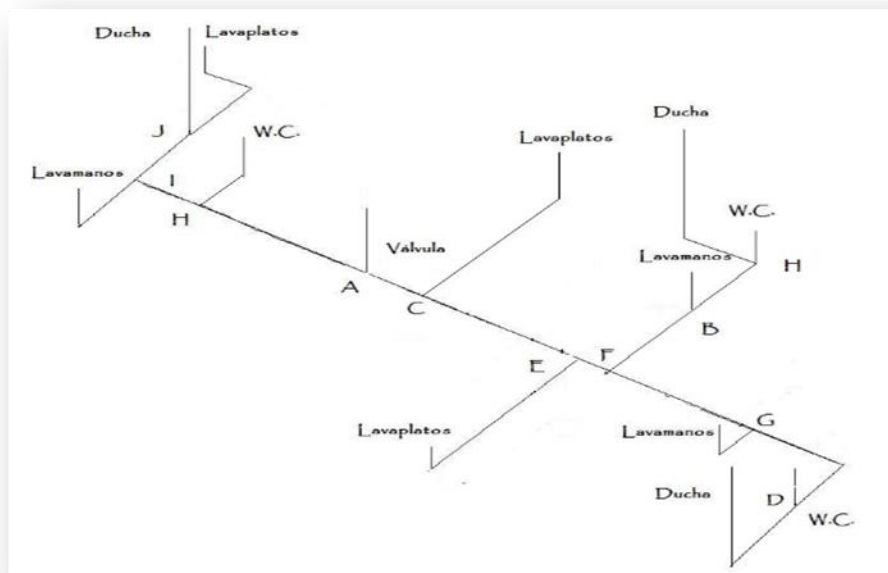 Ducha
Lavaplatos
J
W.C.
Lavamanos
I
H
Válvula
A
C
Lavaplatos
Ducha
W.C.
Lavamanos
H
B
E
F
Lavaplatos
G
Lavamanos
Ducha
D
W.C.